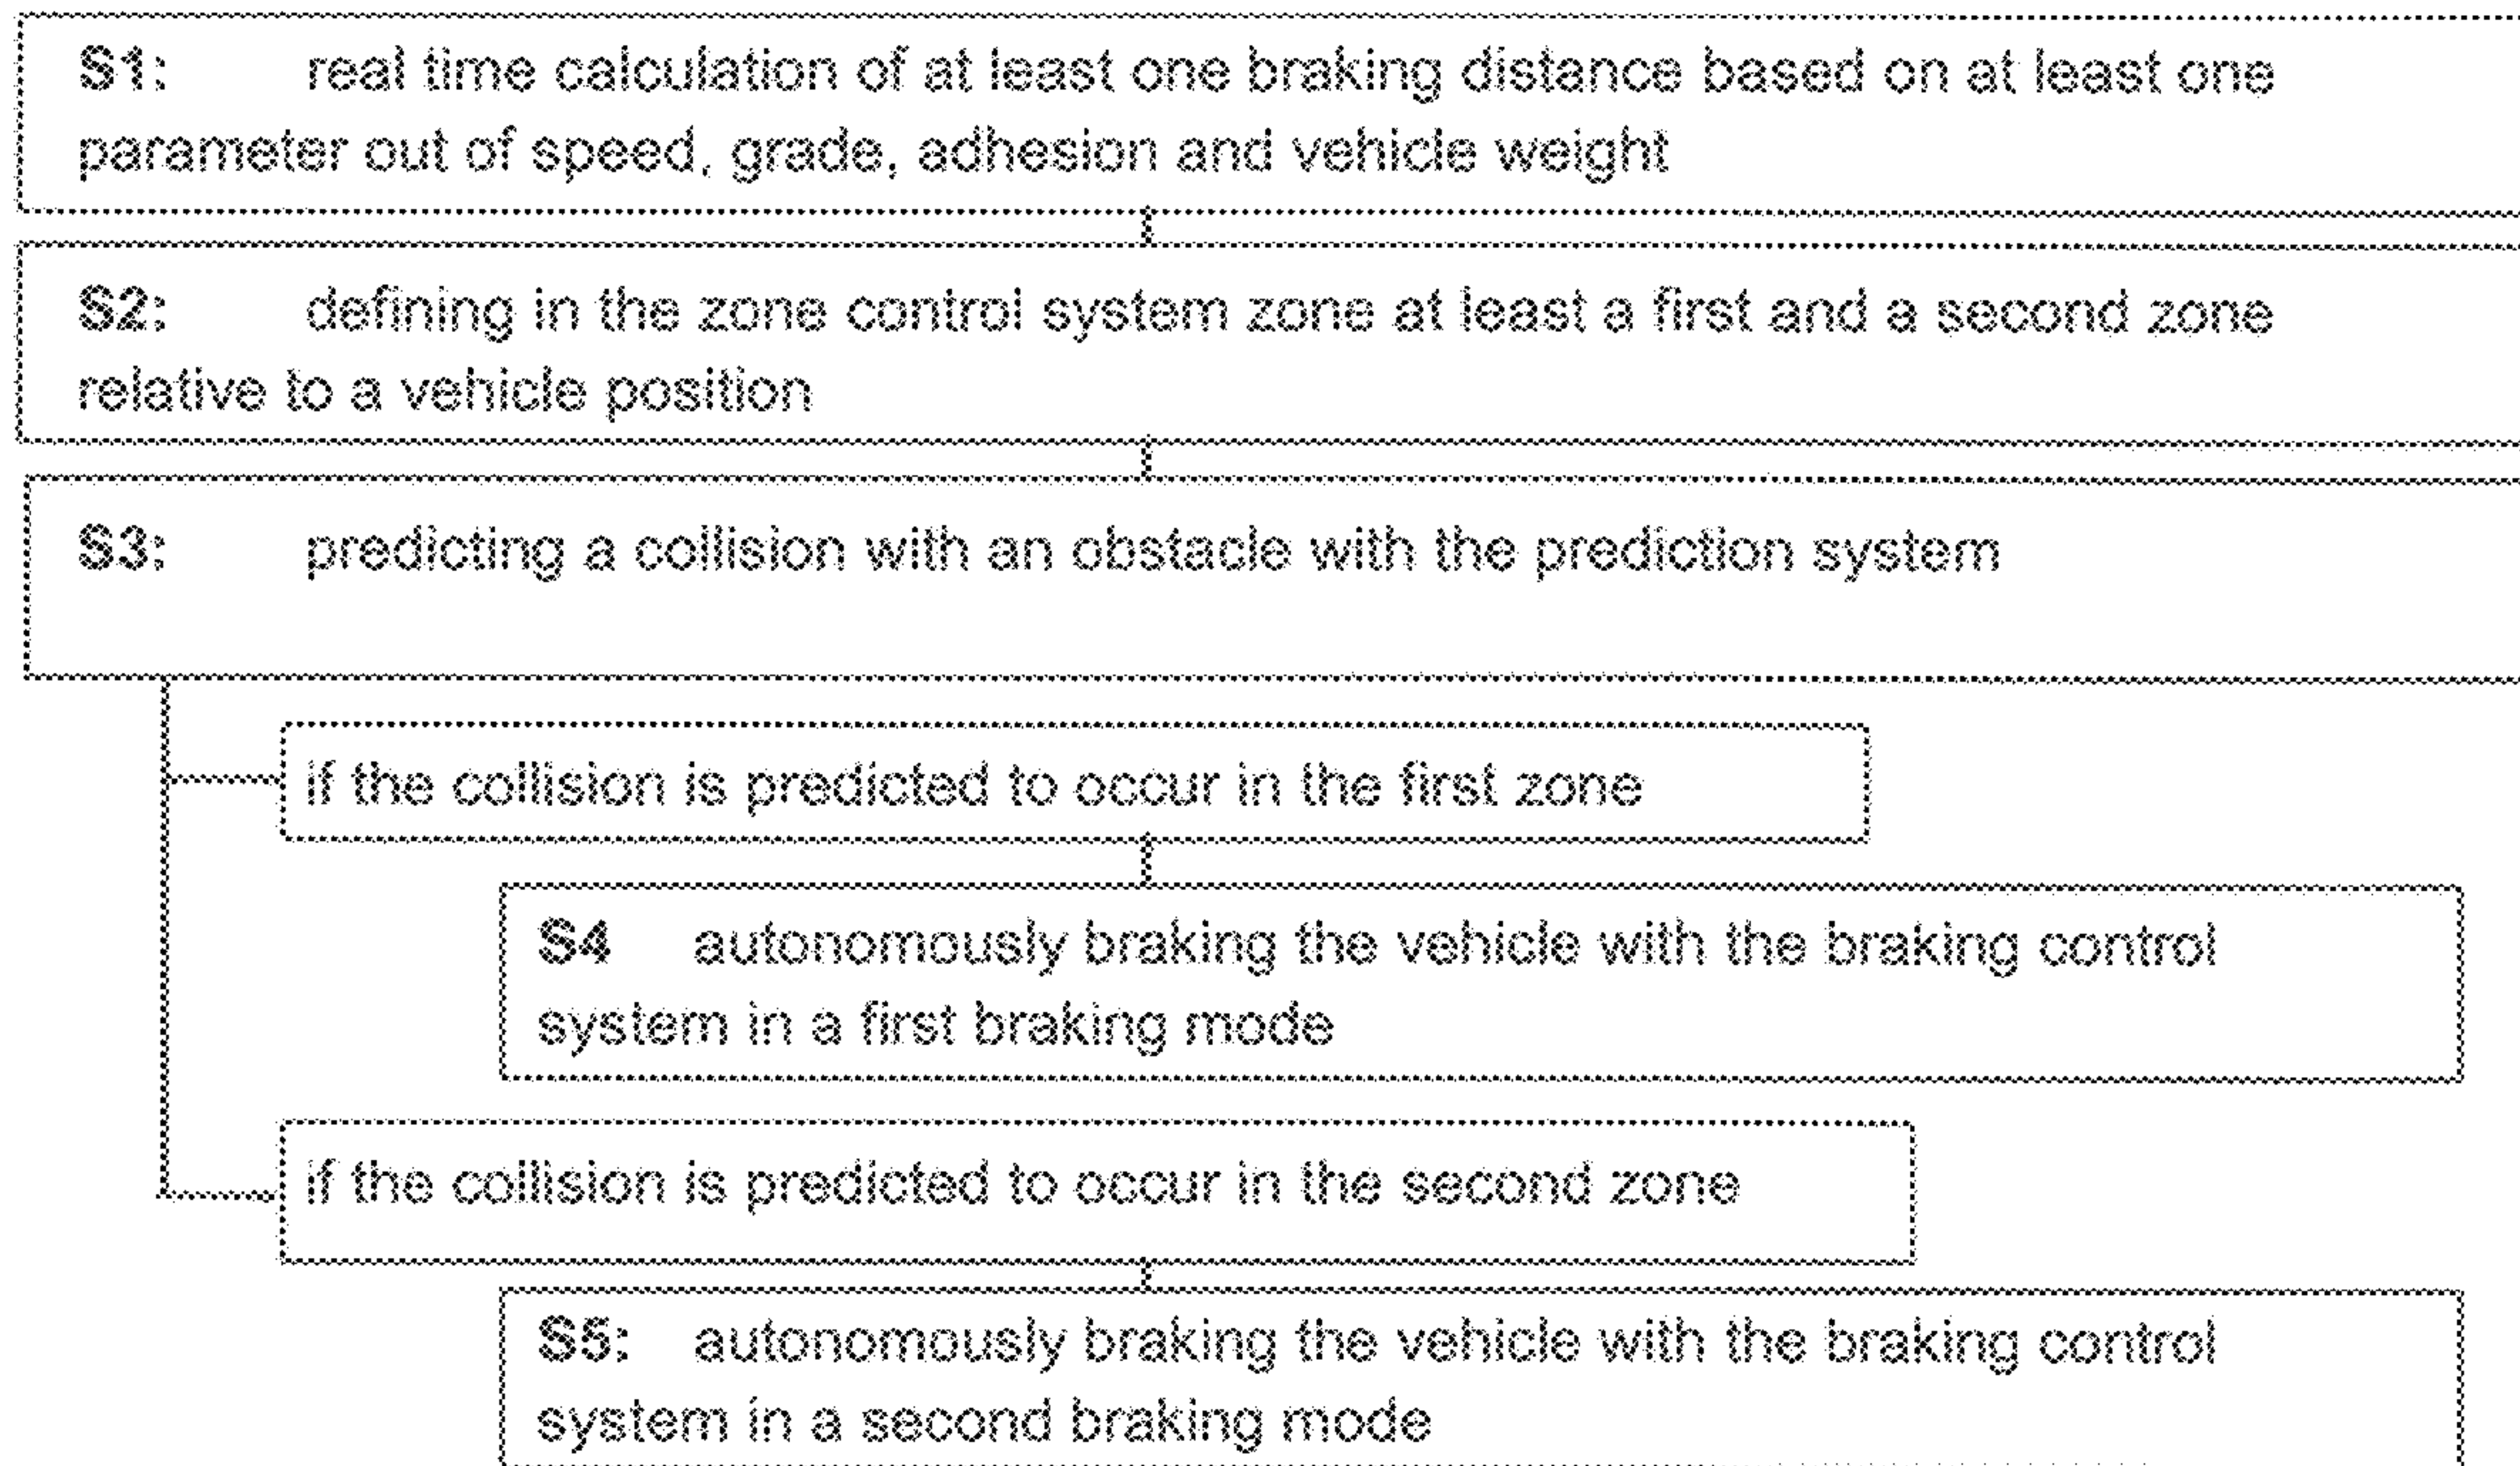 S1: real time calculation of at least one braking distance based on at least one
parameter out of speed, grade, adhesion and vehicle weight
S2: defining in the zone control system zone at least a first and a second zone
relative to a vehicle position
S3: predicting a collision with an obstacle with the prediction system
if the collision is predicted to occur in the first zone
S4 autonomously braking the vehicle with the braking control
system in a first braking mode
if the collision is predicted to occur in the second zone
S5: autonomously braking the vehicle with the braking control
system in a second braking mode